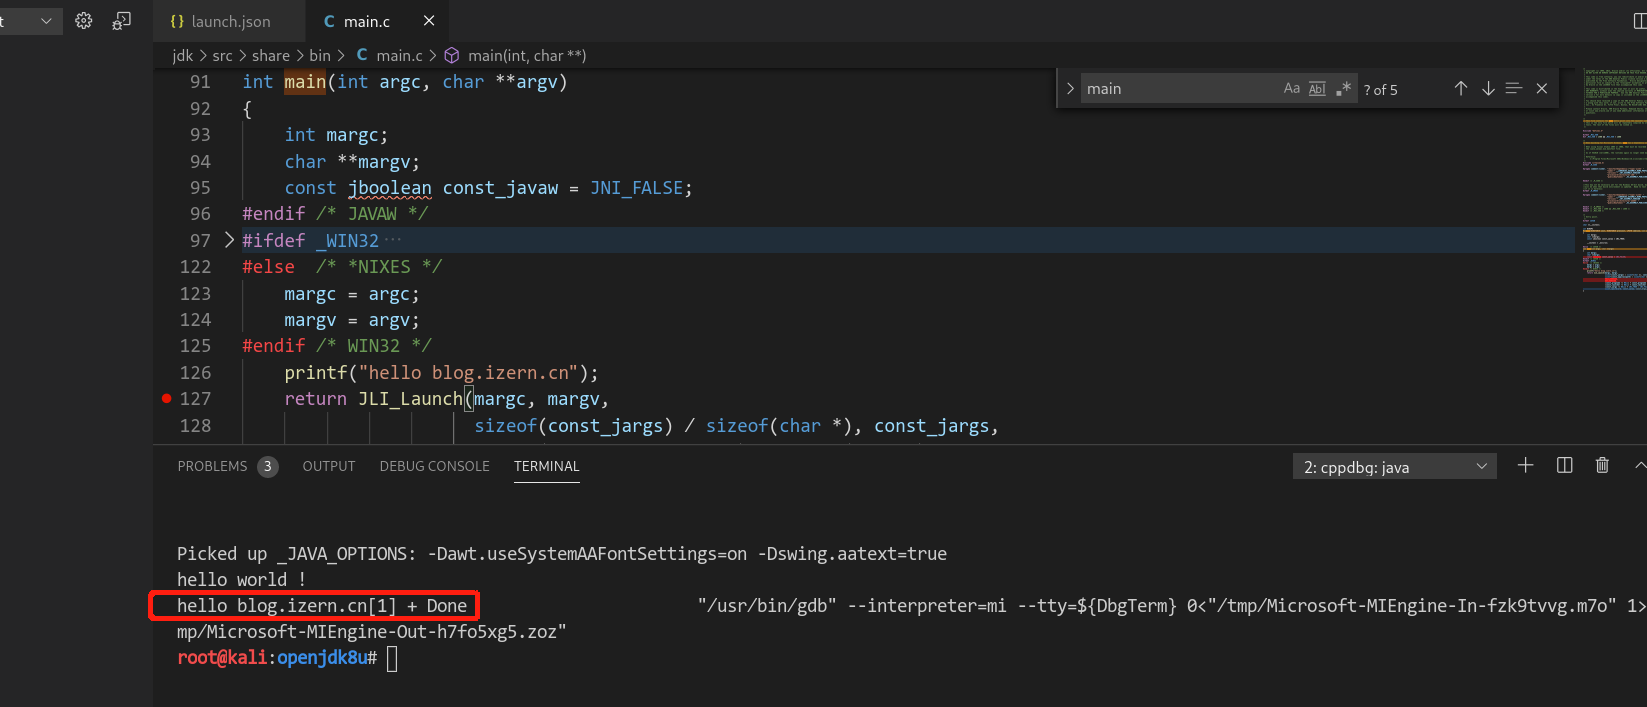 t
{} launch.json
C main.c
jdk > src > share > bin > C main.c > main(int, char **)
main Aa Abl .* ? of 5
91 int main(int argc, char **argv)
92 {
93 int margc;
94 char **margv;
95 const jboolean const_javaw = JNI_FALSE;
96 #endif /* JAVAW */
97 #ifdef _WIN32 ···
122 #else /* *NIXES */
123 margc = argc;
124 margv = argv;
125 #endif /* WIN32 */
126 printf("hello blog.izern.cn");
127 return JLI_Launch(margc, margv,
128 sizeof(const_jargs) / sizeof(char *), const_jargs,
PROBLEMS 3 OUTPUT DEBUG CONSOLE TERMINAL 2: cppdbg: java
Picked up _JAVA_OPTIONS: -Dawt.useSystemAAFontSettings=on -Dswing.aatext=true
hello world !
hello blog.izern.cn[1] + Done "/usr/bin/gdb" --interpreter=mi --tty=${DbgTerm} 0<"/tmp/Microsoft-MIEngine-In-fzk9tvvg.m7o" 1>
mp/Microsoft-MIEngine-Out-h7fo5xg5.zoz"
root@kali:openjdk8u#